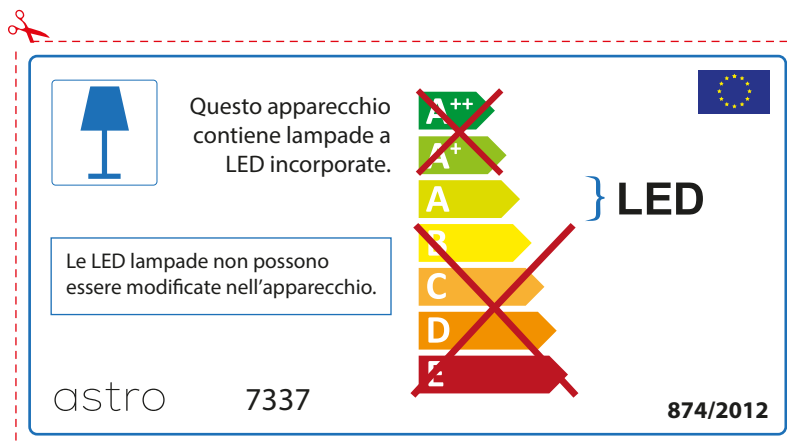 Questo apparecchio
contiene lampade a
LED incorporate.
Le LED lampade non possono
essere modificate nell'apparecchio.
A++
A+
A
B
C
D
E
LED
astro
7337
874/2012